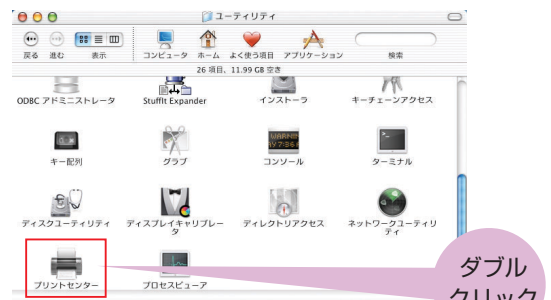 ユーティリティ
戻る 進む 表示 コンピュータ ホーム よく使う項目 アプリケーション 検索
26 項目、11.99 GB 空き
ODBC アドミニストレータ StuffIt Expander インストーラ キーチェーンアクセス
キー配列 グラブ コンソール ターミナル
ディスクユーティリティ ディスプレイキャリブレー ディレクトリアクセス ネットワークユーティリ
タ ティ
プリントセンター プロセスビューア
ダブル
クリック